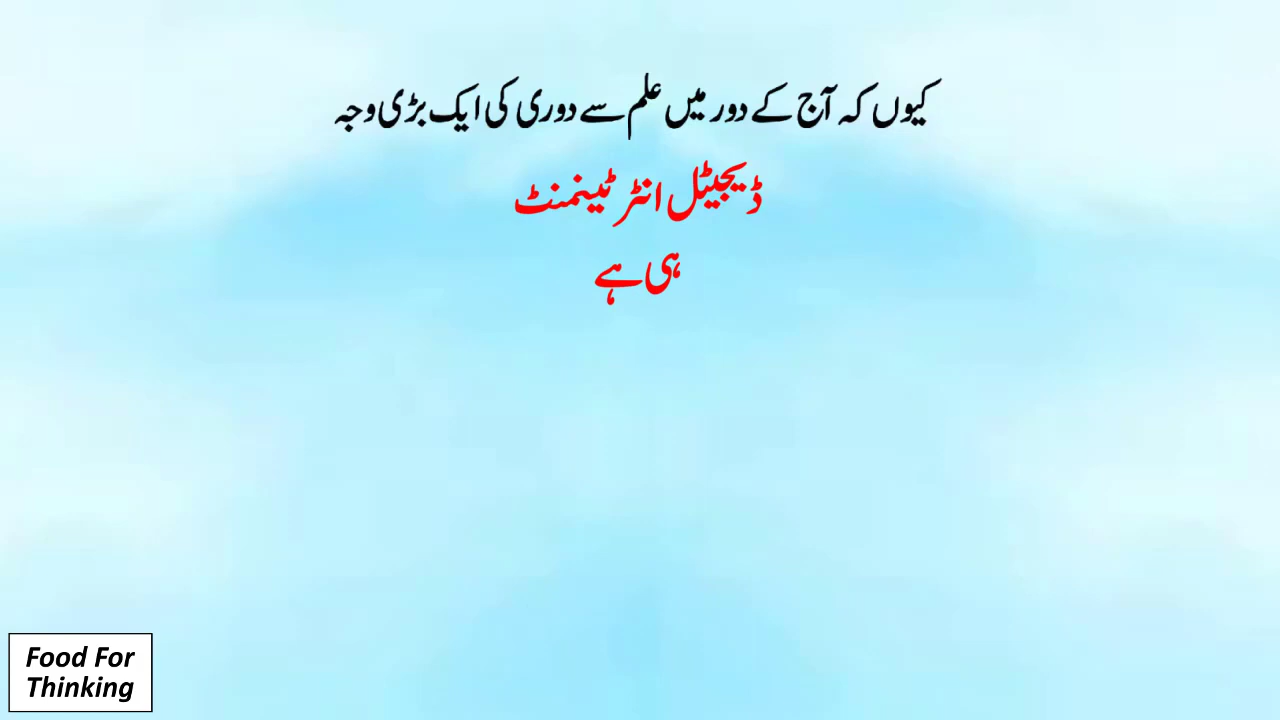 کیوں کہ آج کے دور میں علم سے دوری کی ایک بڑی وجہ
ڈیجیٹل انٹرٹینمنٹ
ہی ہے
Food For
Thinking